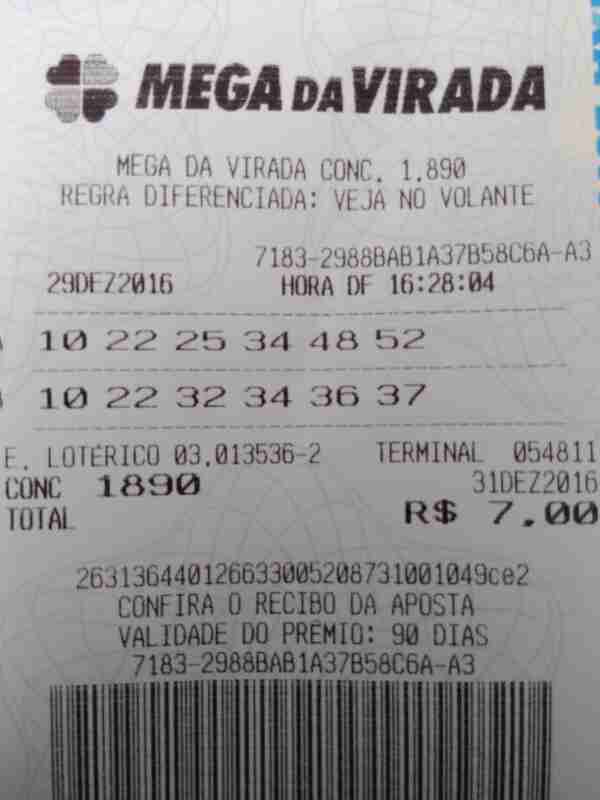 MEGA DA VIRADA
MEGA DA VIRADA CONC. 1.890
REGRA DIFERENCIADA: VEJA NO VOLANTE
7183-2988BAB1A37B58C6A-A3
29DEZ2016 HORA DF 16:28:04
10 22 25 34 48 52
10 22 32 34 36 37
E. LOTÉRICO 03.013536-2 TERMINAL 054811
CONC 1890 31DEZ2016
TOTAL R$ 7.00
263136440126633005208731001049ce2
CONFIRA O RECIBO DA APOSTA
VALIDADE DO PRÊMIO: 90 DIAS
7183-2988BAB1A37B58C6A-A3